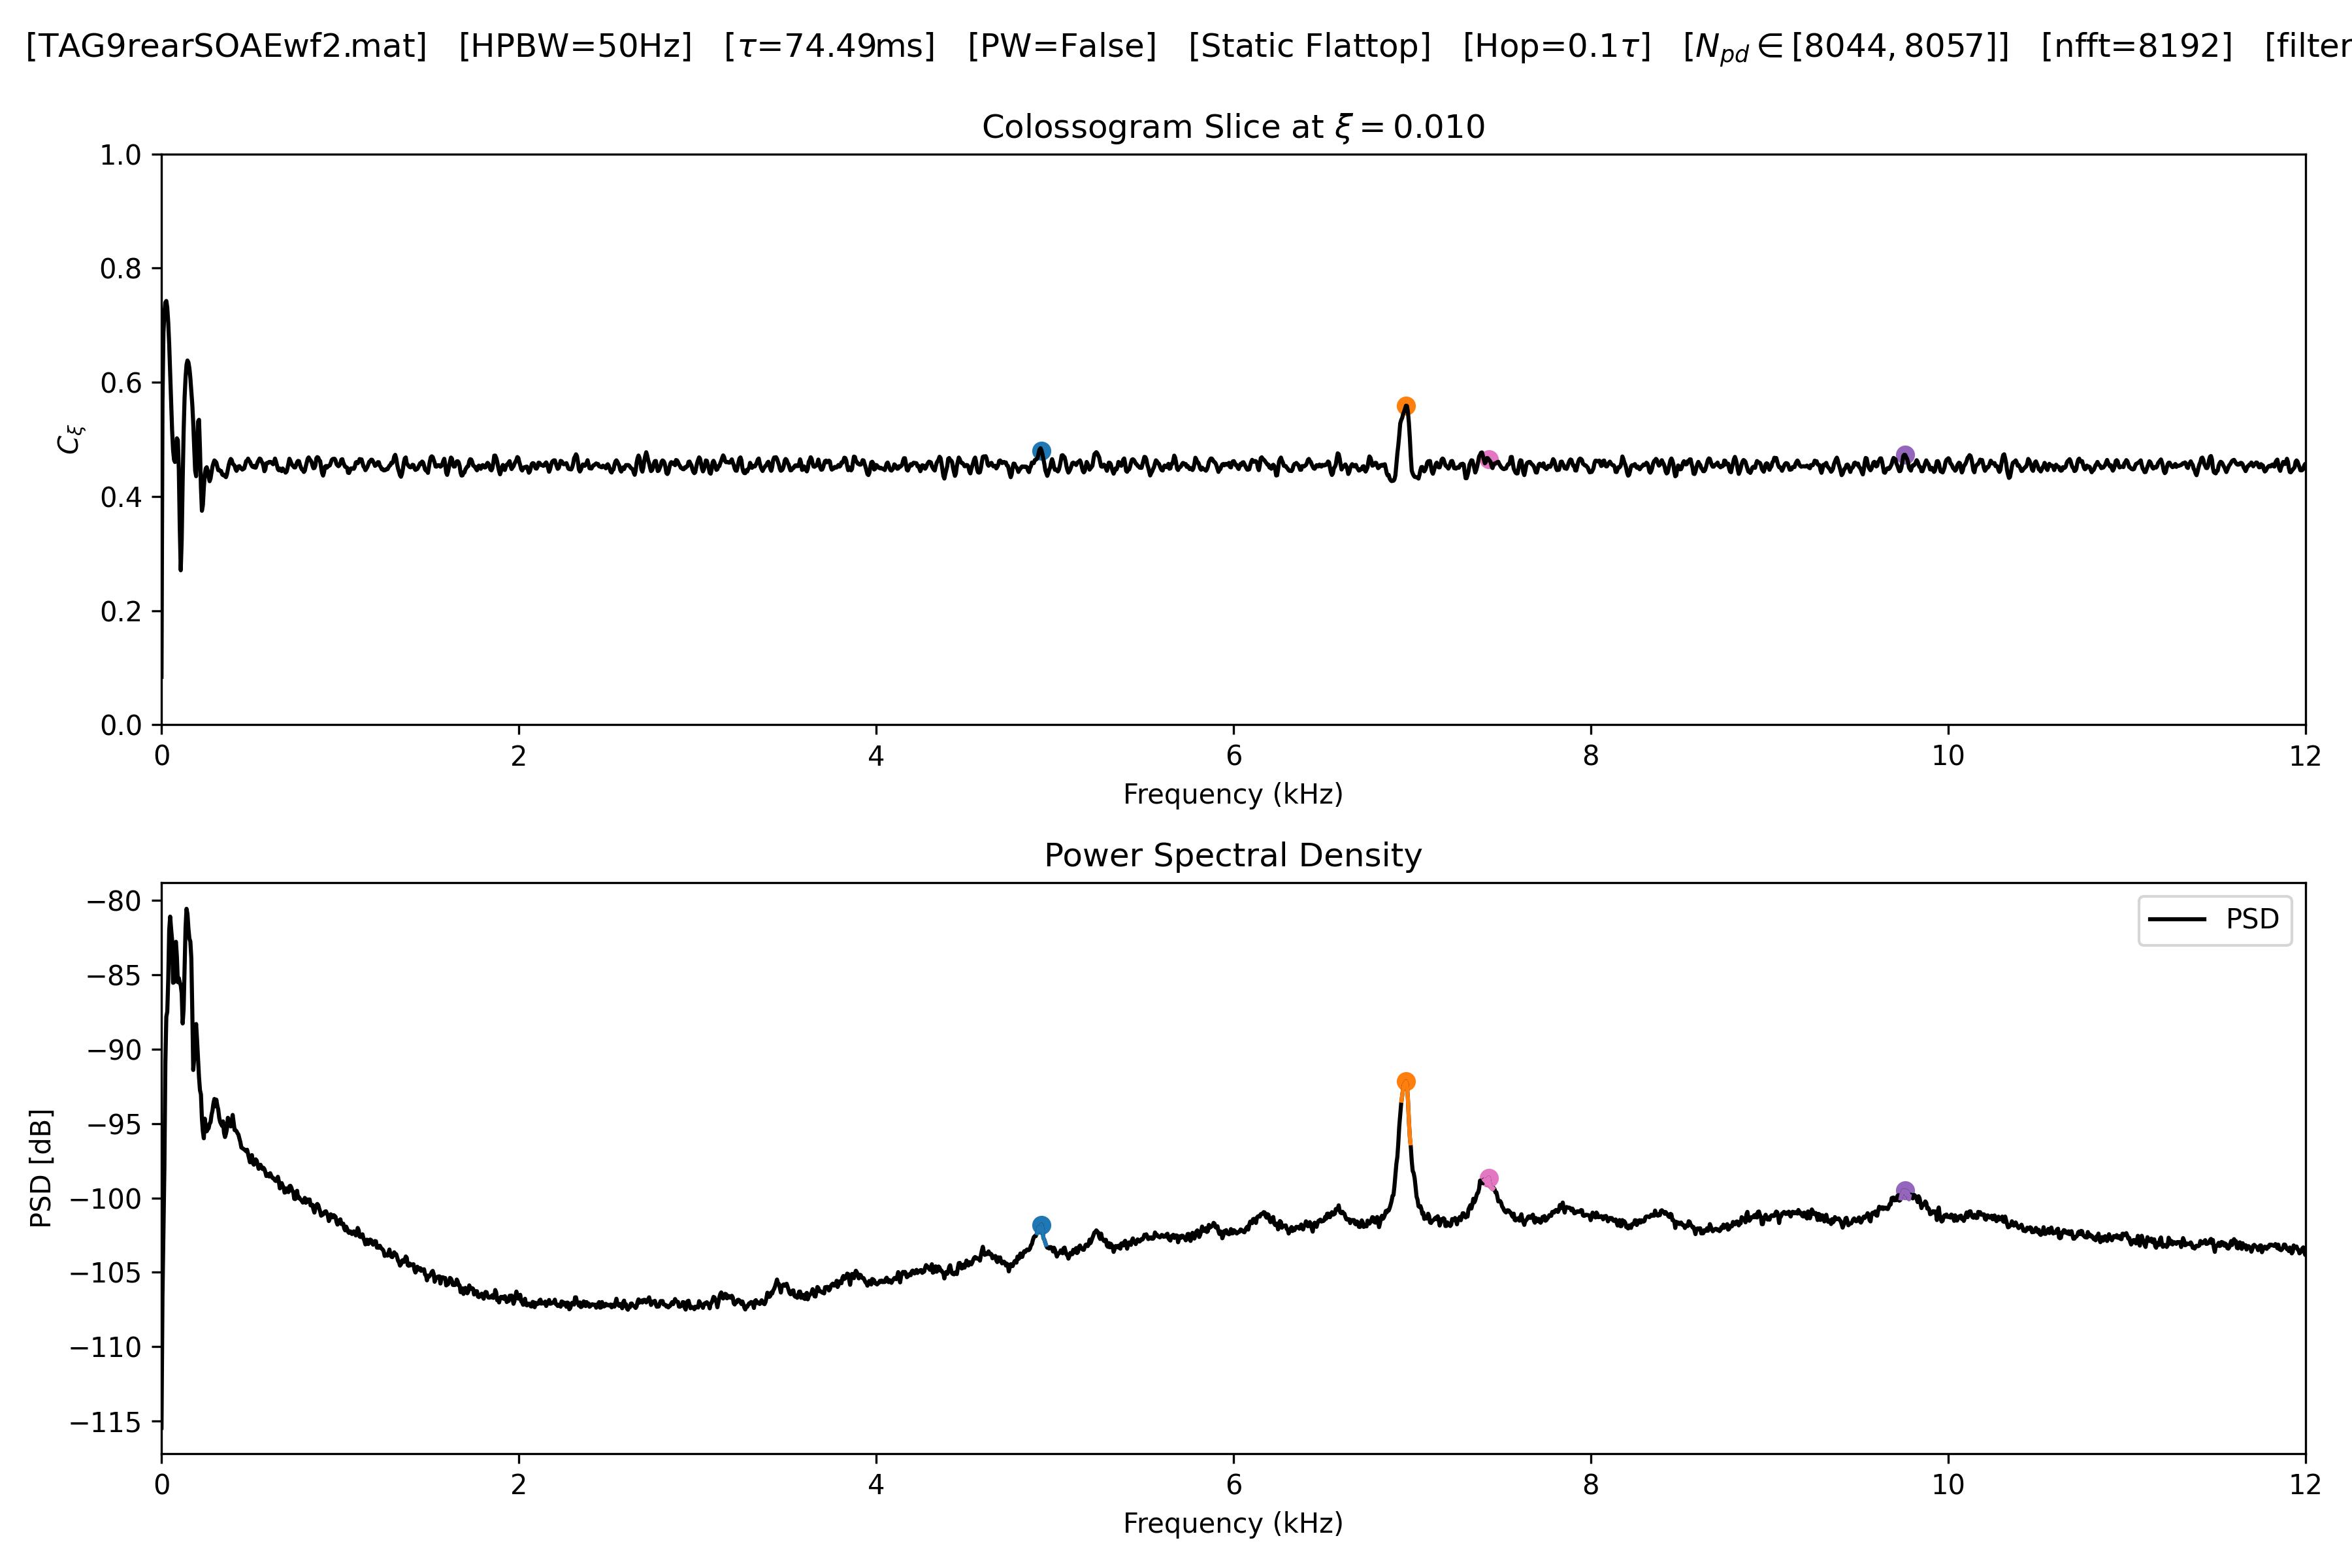 [TAG9rearSOAEwf2.mat] [HPBW=50Hz] [τ=74.49ms] [PW=False] [Static Flattop] [Hop=0.1τ] [N_pd ∈ [8044, 8057]] [nfft=8192] [filter
Colossogram Slice at ξ = 0.010
1.0
0.8
0.6
0.4
0.2
0.0
C_ξ
0 2 4 6 8 10 12
Frequency (kHz)
Power Spectral Density
−80
−85
−90
−95
−100
−105
−110
−115
PSD [dB]
PSD
0 2 4 6 8 10 12
Frequency (kHz)